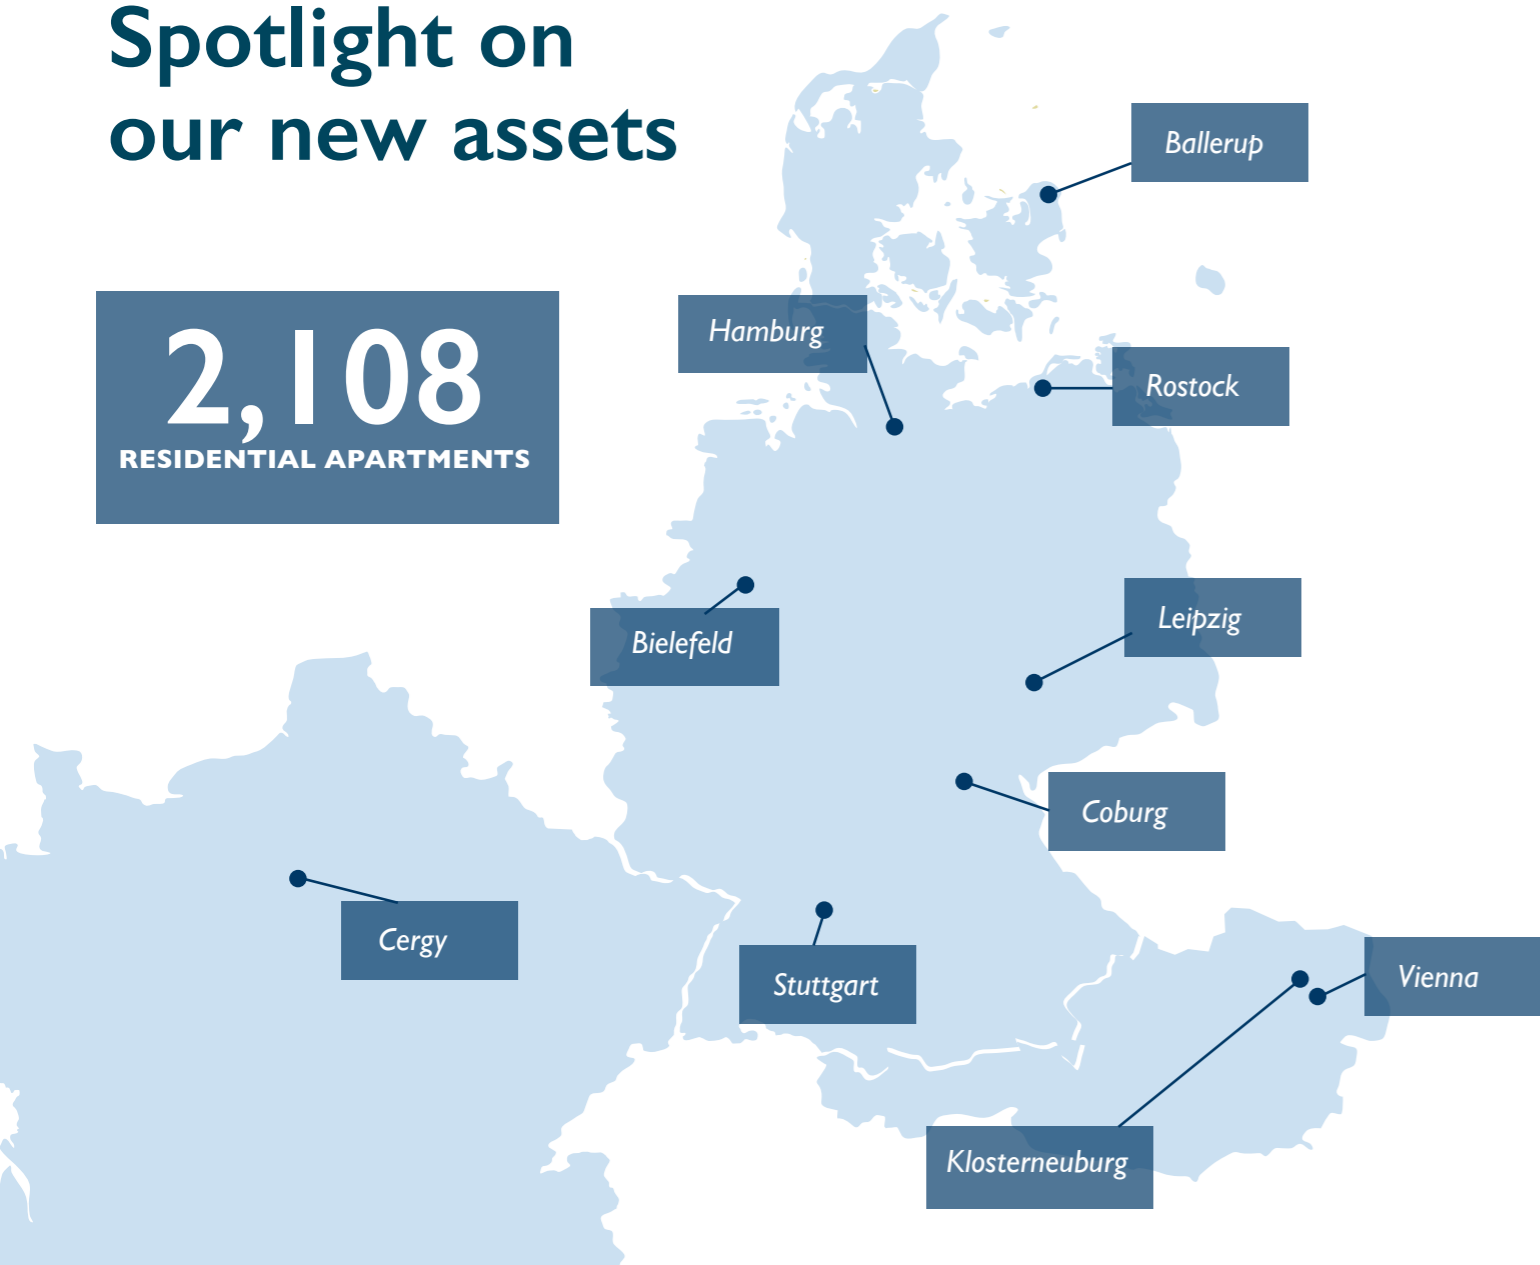 Spotlight on
our new assets
2,108
RESIDENTIAL APARTMENTS
Ballerup
Hamburg
Rostock
Bielefeld
Leipzig
Coburg
Cergy
Stuttgart
Vienna
Klosterneuburg